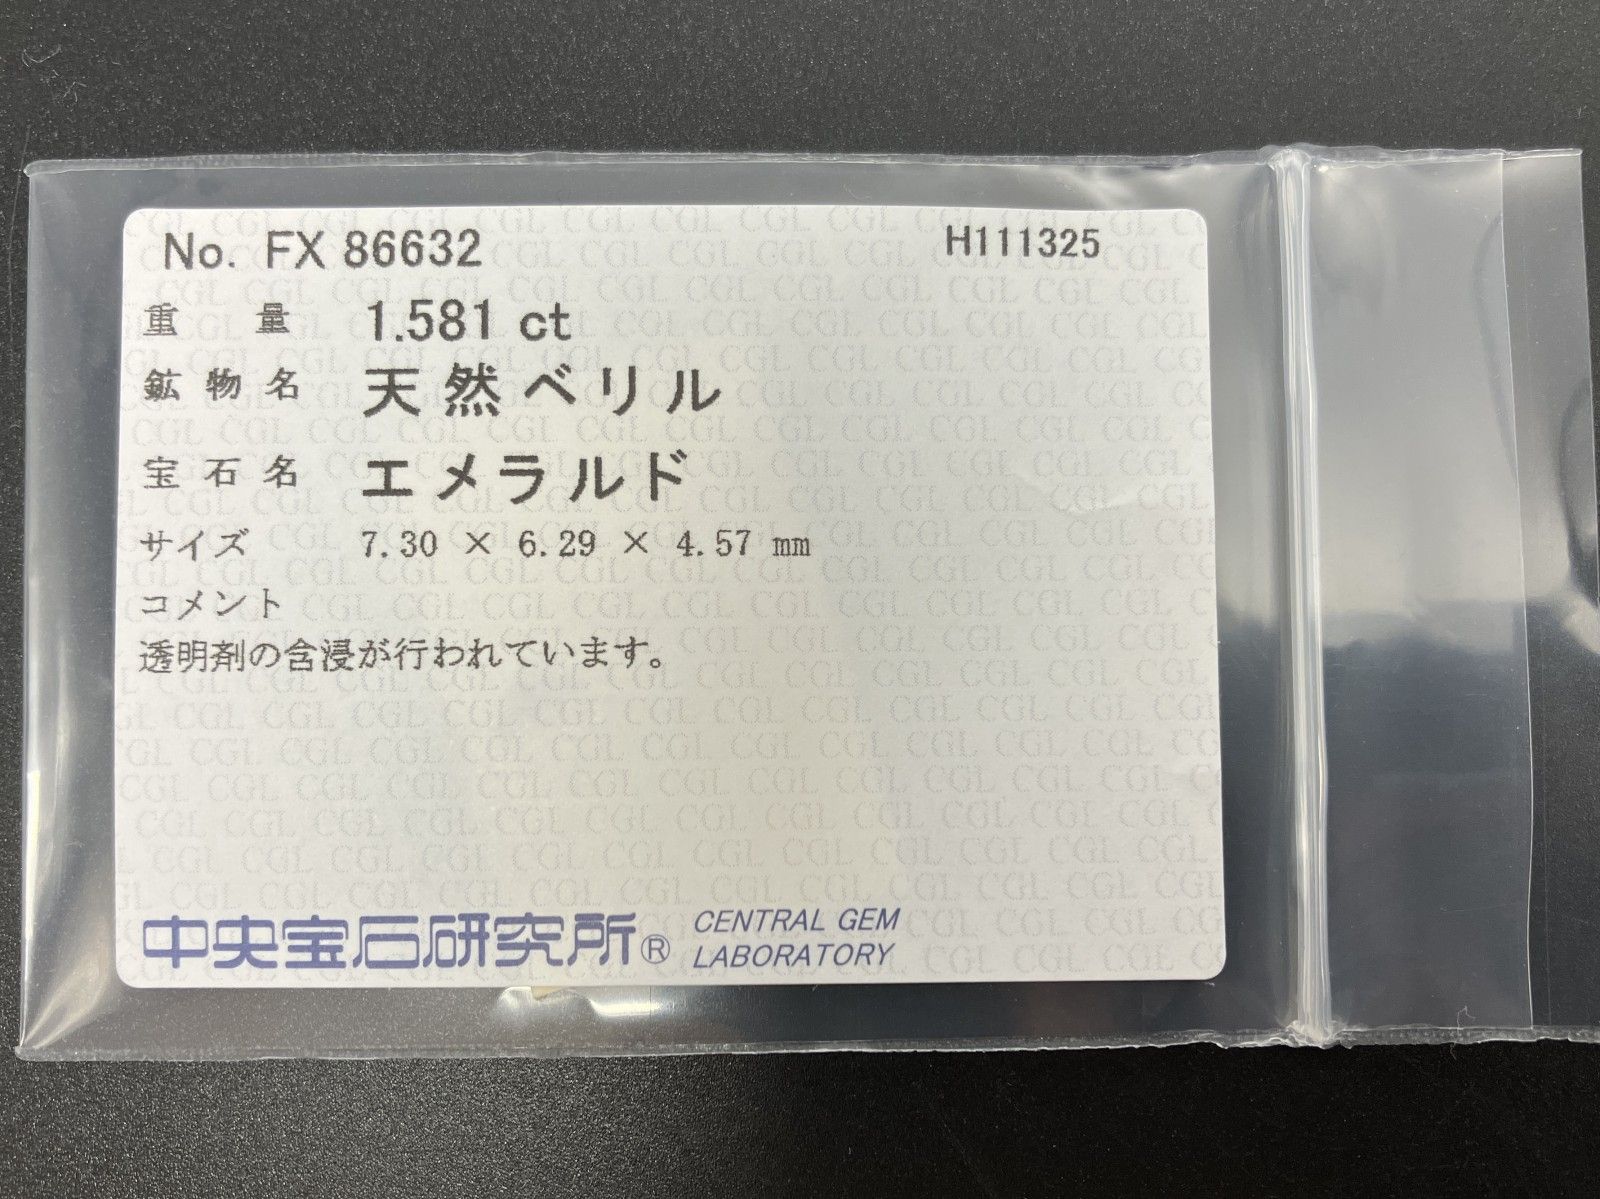 No. FX 86632 H111325
重量 1.581 ct
鉱物名 天然ベリル
宝石名 エメラルド
サイズ 7.30 × 6.29 × 4.57 mm
コメント
透明剤の含浸が行われています。
中央宝石研究所® CENTRAL GEM
LABORATORY